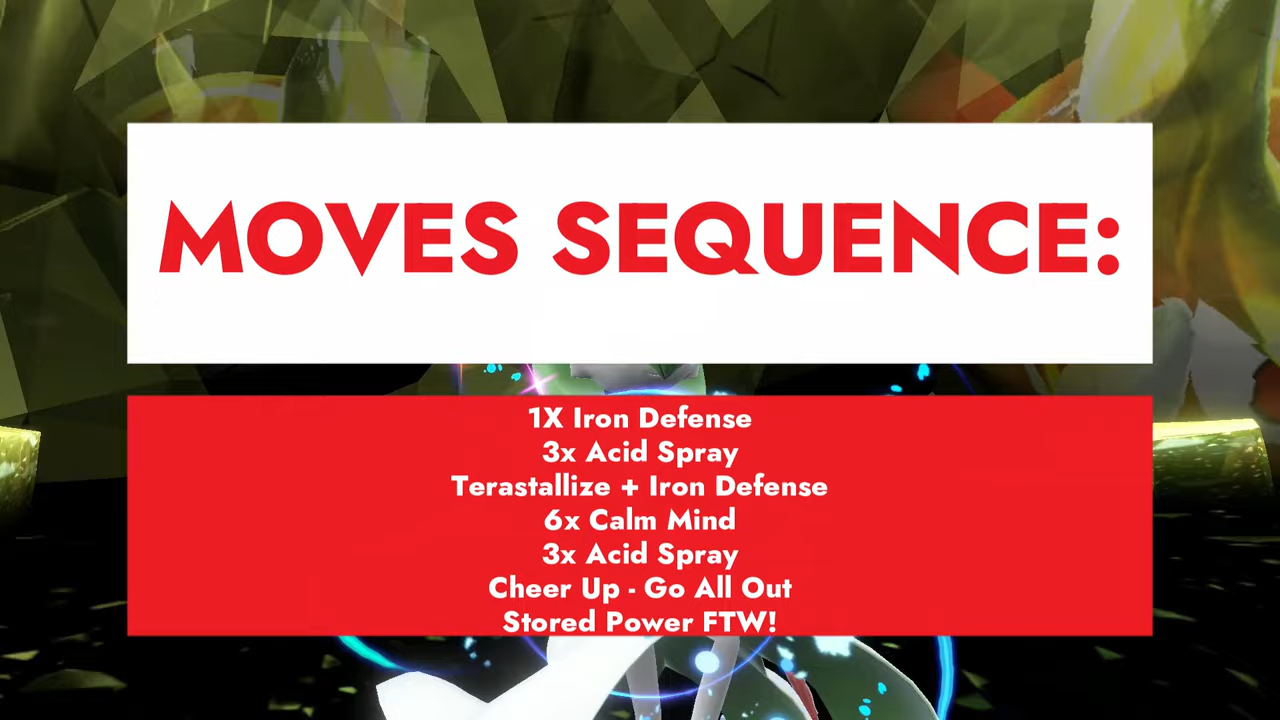 MOVES SEQUENCE:
1X Iron Defense
3x Acid Spray
Terastallize + Iron Defense
6x Calm Mind
3x Acid Spray
Cheer Up - Go All Out
Stored Power FTW!